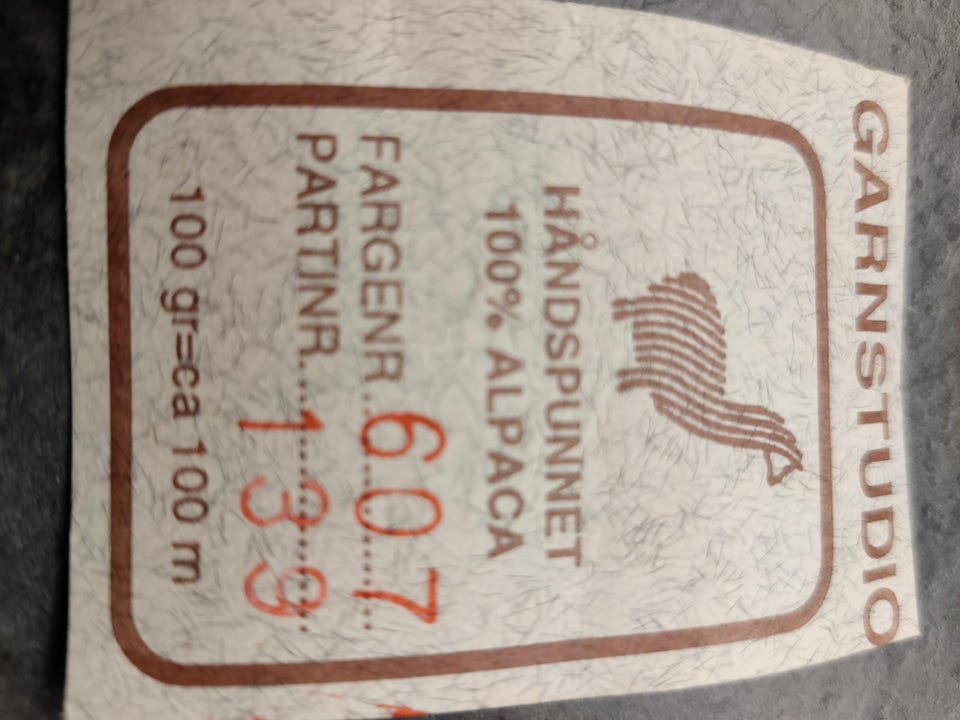 GARNSTUDIO
HÅNDSPUNNET
100% ALPACA
FARGENR 607
PARTINR. 139
100 gr=ca 100 m